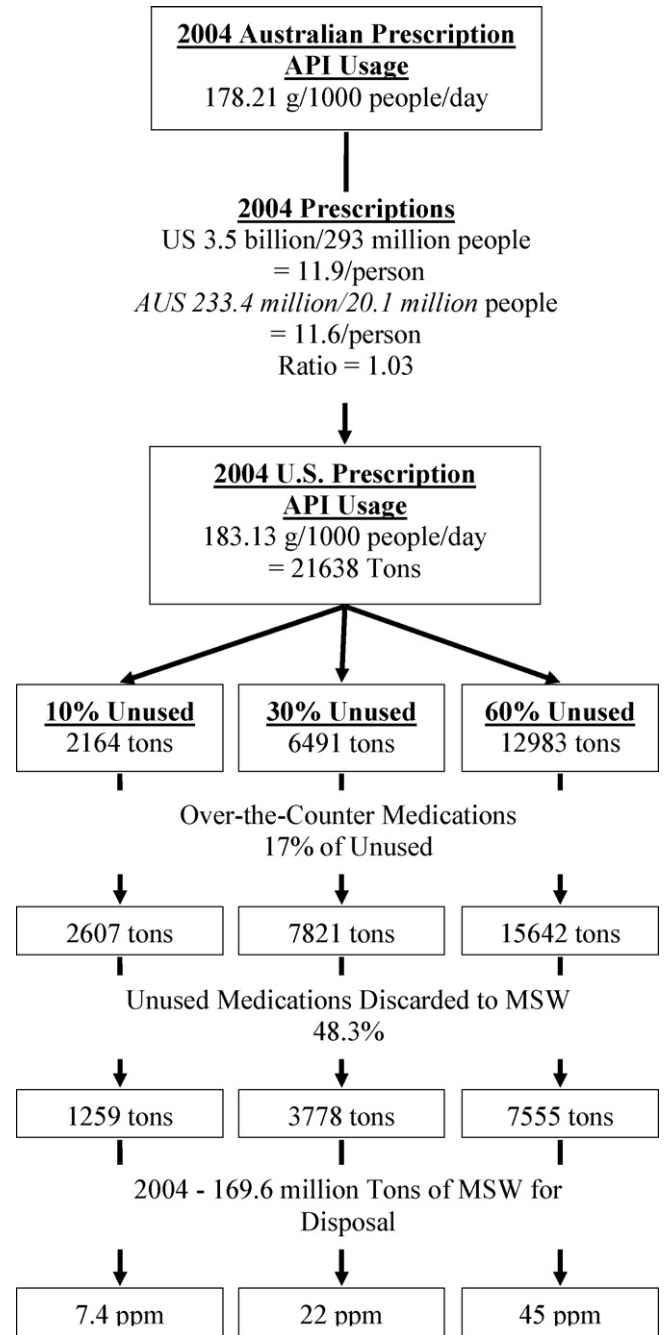 2004 Australian Prescription
API Usage
178.21 g/1000 people/day
2004 Prescriptions
US 3.5 billion/293 million people
= 11.9/person
AUS 233.4 million/20.1 million people
= 11.6/person
Ratio = 1.03
2004 U.S. Prescription
API Usage
183.13 g/1000 people/day
= 21638 Tons
10% Unused
2164 tons
30% Unused
6491 tons
60% Unused
12983 tons
Over-the-Counter Medications
17% of Unused
2607 tons
7821 tons
15642 tons
Unused Medications Discarded to MSW
48.3%
1259 tons
3778 tons
7555 tons
2004 - 169.6 million Tons of MSW for
Disposal
7.4 ppm
22 ppm
45 ppm